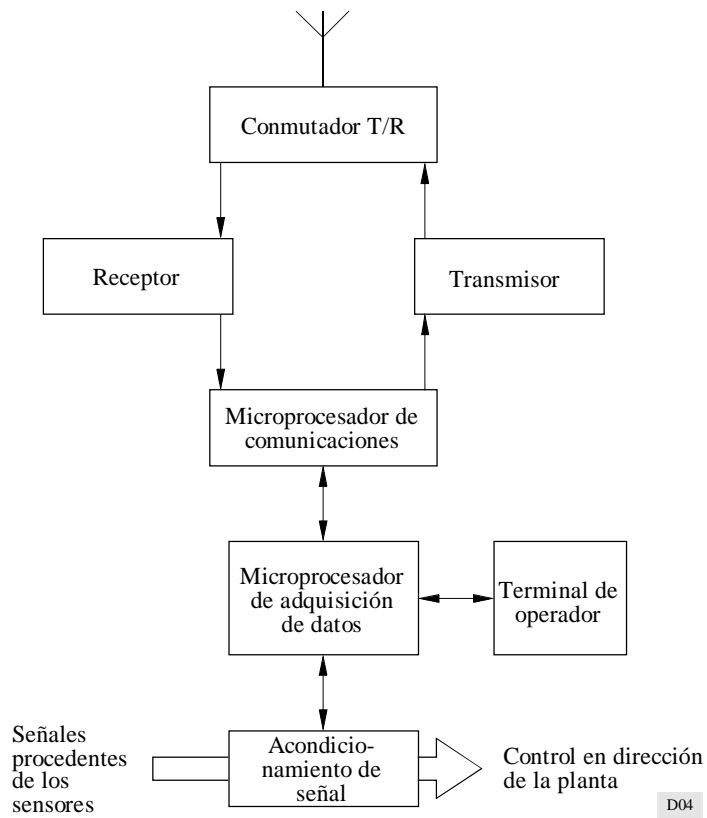 Conmutador T/R
Receptor
Transmisor
Microprocesador de
comunicaciones
Microprocesador
de adquisición
de datos
Terminal de
operador
Señales
procedentes
de los
sensores
Acondicio-
namiento de
señal
Control en dirección
de la planta
D04